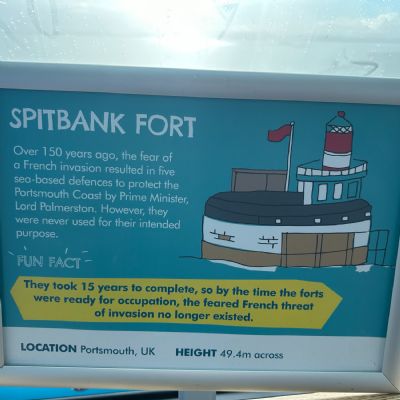 SPITBANK FORT
Over 150 years ago, the fear of
a French invasion resulted in five
sea-based defences to protect the
Portsmouth Coast by Prime Minister,
Lord Palmerston. However, they
were never used for their intended
purpose.
FUN FACT
They took 15 years to complete, so by the time the forts
were ready for occupation, the feared French threat
of invasion no longer existed.
LOCATION Portsmouth, UK HEIGHT 49.4m across